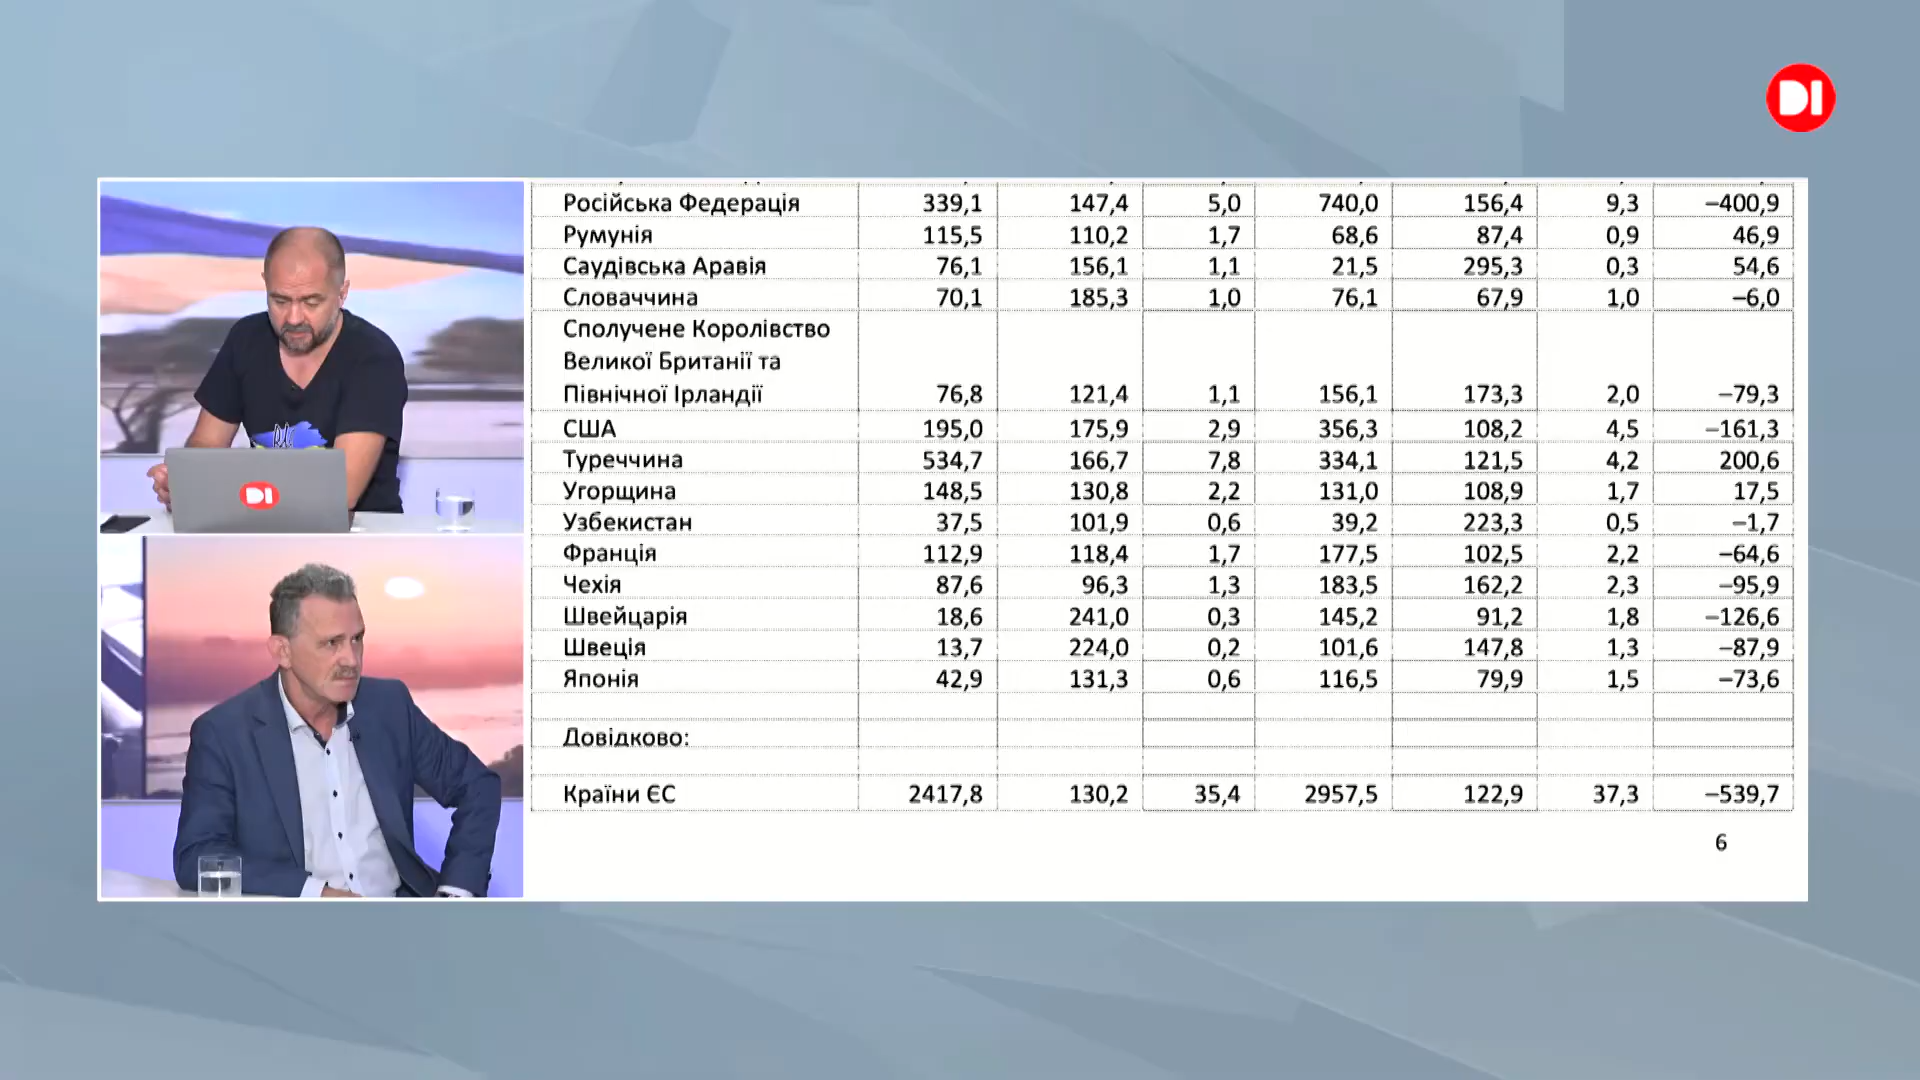 DI
Російська Федерація 339,1 147,4 5,0 740,0 156,4 9,3 –400,9
Румунія 115,5 110,2 1,7 68,6 87,4 0,9 46,9
Саудівська Аравія 76,1 156,1 1,1 21,5 295,3 0,3 54,6
Словаччина 70,1 185,3 1,0 76,1 67,9 1,0 –6,0
Сполучене Королівство
Великої Британії та
Північної Ірландії 76,8 121,4 1,1 156,1 173,3 2,0 –79,3
США 195,0 175,9 2,9 356,3 108,2 4,5 –161,3
Туреччина 534,7 166,7 7,8 334,1 121,5 4,2 200,6
Угорщина 148,5 130,8 2,2 131,0 108,9 1,7 17,5
Узбекистан 37,5 101,9 0,6 39,2 223,3 0,5 –1,7
Франція 112,9 118,4 1,7 177,5 102,5 2,2 –64,6
Чехія 87,6 96,3 1,3 183,5 162,2 2,3 –95,9
Швейцарія 18,6 241,0 0,3 145,2 91,2 1,8 –126,6
Швеція 13,7 224,0 0,2 101,6 147,8 1,3 –87,9
Японія 42,9 131,3 0,6 116,5 79,9 1,5 –73,6
Довідково:
Країни ЄС 2417,8 130,2 35,4 2957,5 122,9 37,3 –539,7
6
DI